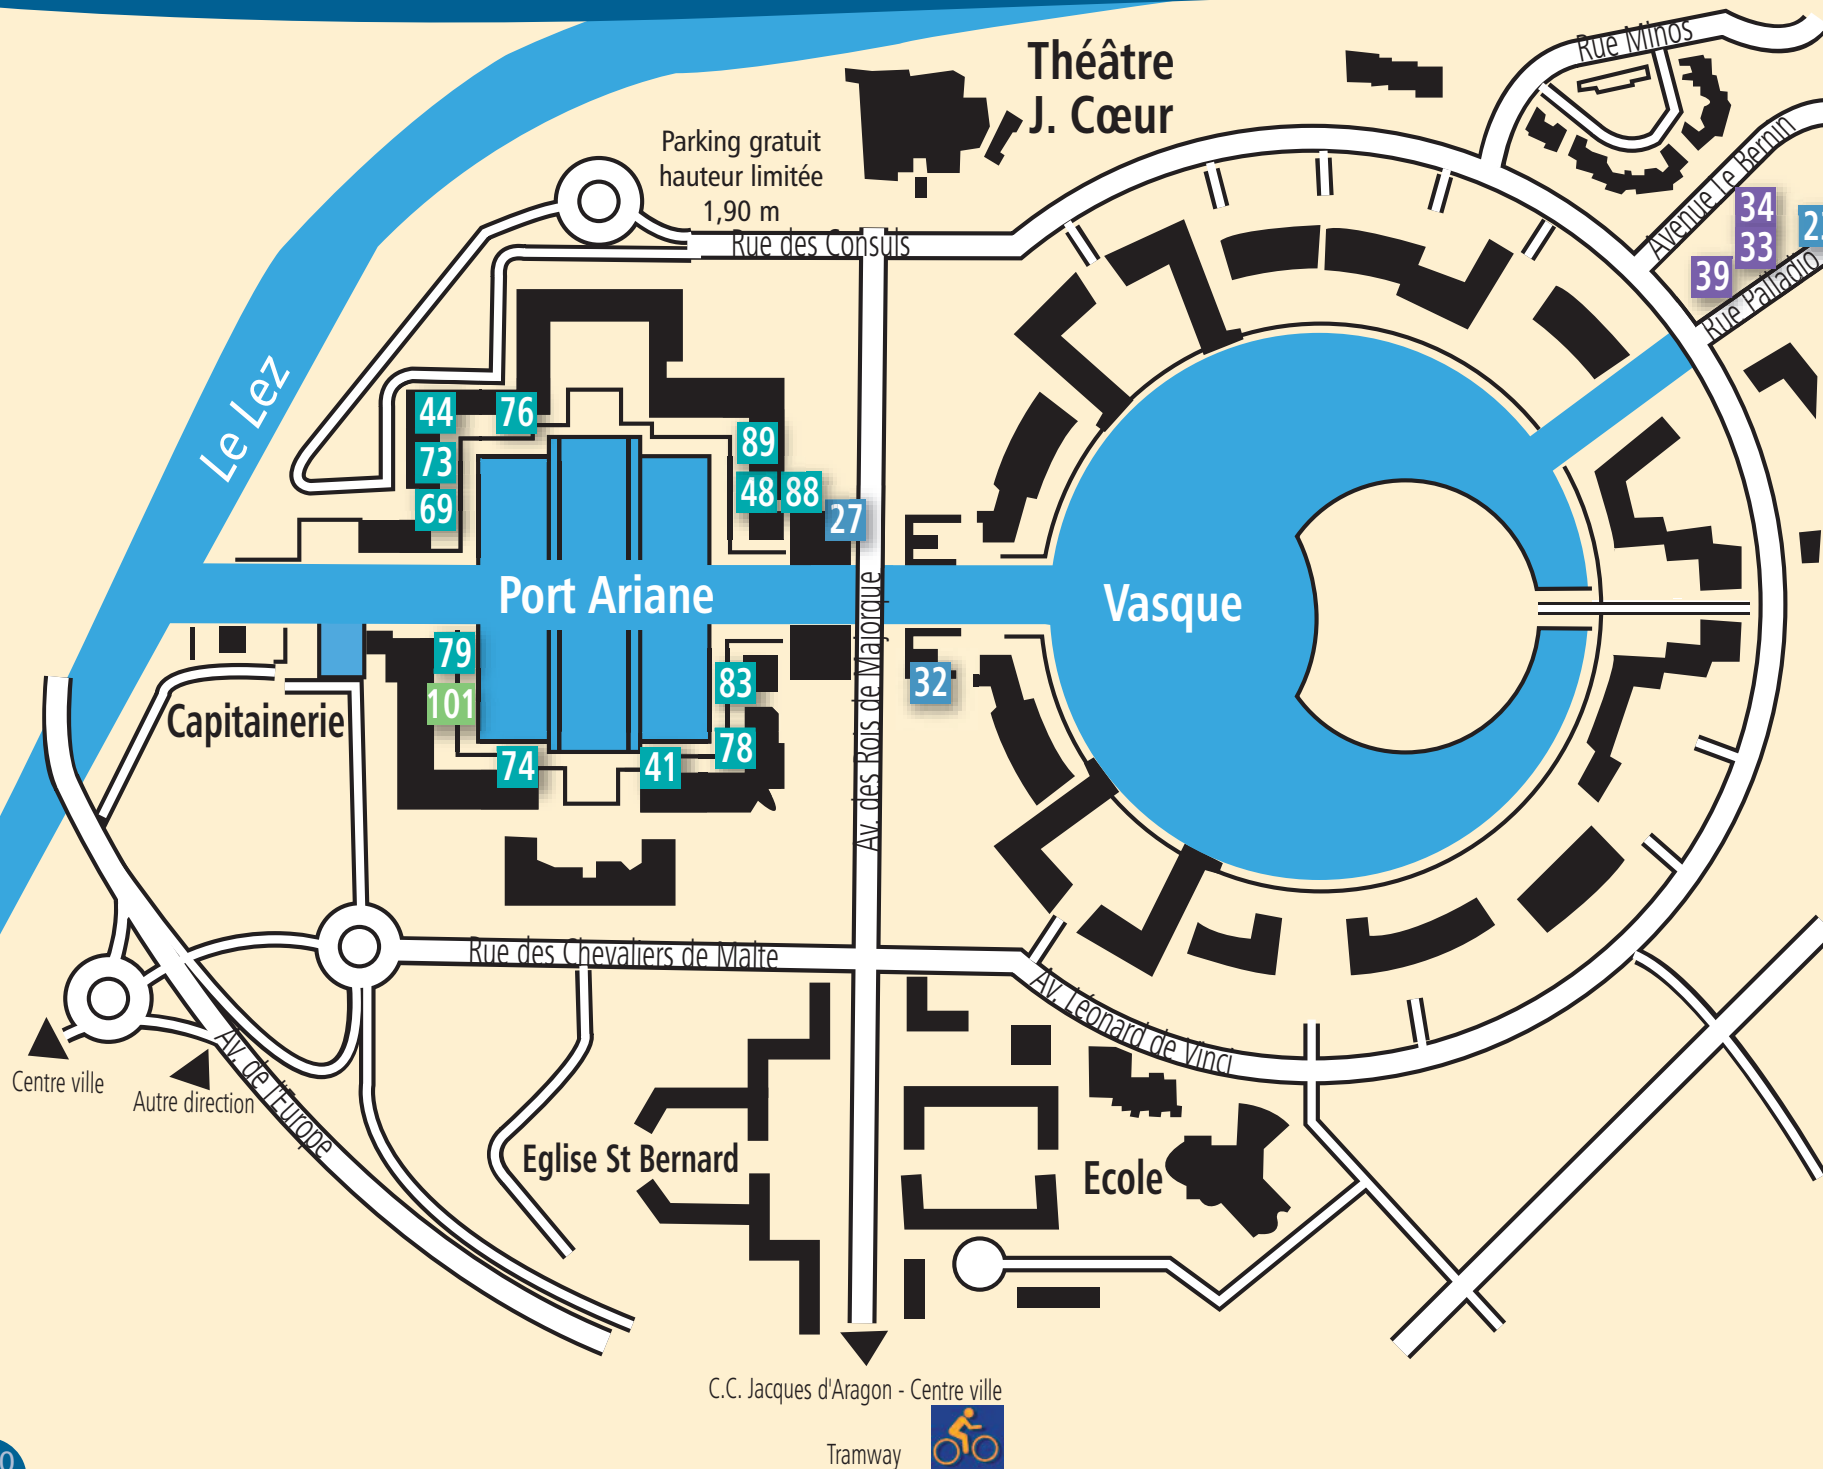 Rue Minos
Théâtre
J. Cœur
Parking gratuit
hauteur limitée
1,90 m
Rue des Consuls
Avenue Le Bernin
34
33
39
Rue Palladio
Le Lez
44
76
73
69
89
48
88
27
Port Ariane
Vasque
Av. des Rois de Majorque
79
101
83
32
Capitainerie
74
41
78
Rue des Chevaliers de Malte
Av. Léonard de Vinci
Centre ville
Autre direction
Av. de l'Europe
Eglise St Bernard
Ecole
C.C. Jacques d'Aragon - Centre ville
Tramway